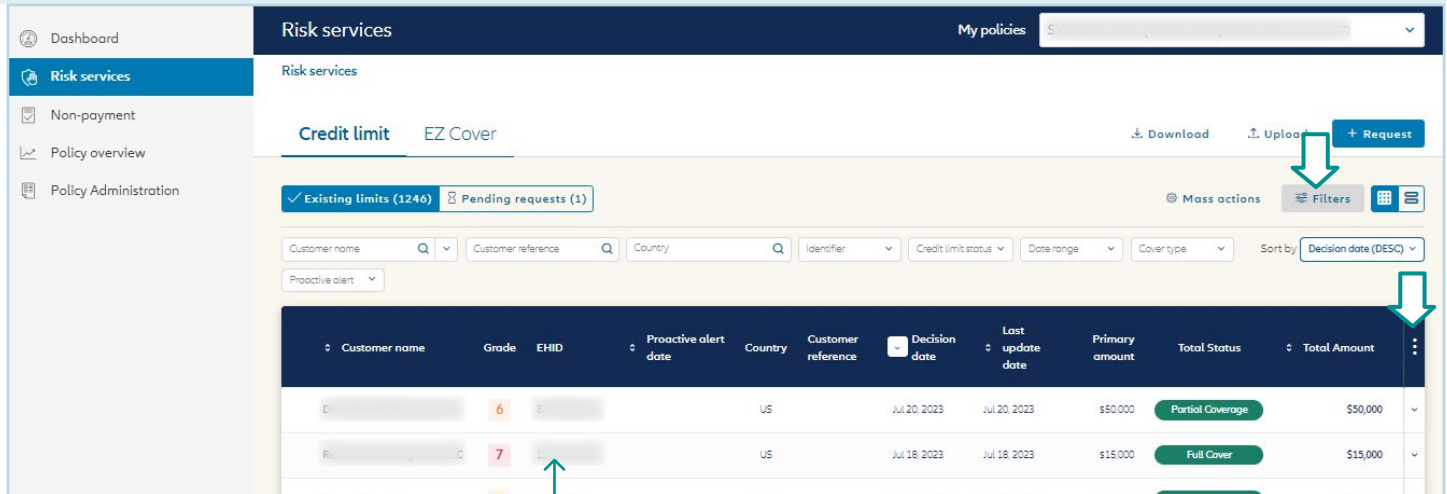 Dashboard
Risk services
Non-payment
Policy overview
Policy Administration
Risk services
My policies
Risk services
Credit limit EZ Cover
Download Upload + Request
Existing limits (1246) Pending requests (1)
Mass actions Filters
Customer name Customer reference Country Identifier Credit limit status Date range Cover type Sort by Decision date (DESC)
Proactive alert
Customer name Grade EHID Proactive alert date Country Customer reference Decision date Last update date Primary amount Total Status Total Amount
6 US Jul 20, 2023 Jul 20, 2023 $50,000 Partial Coverage $50,000
7 US Jul 18, 2023 Jul 18, 2023 $15,000 Full Cover $15,000